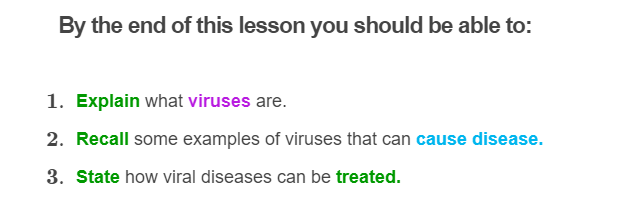 By the end of this lesson you should be able to:
1. Explain what viruses are.
2. Recall some examples of viruses that can cause disease.
3. State how viral diseases can be treated.